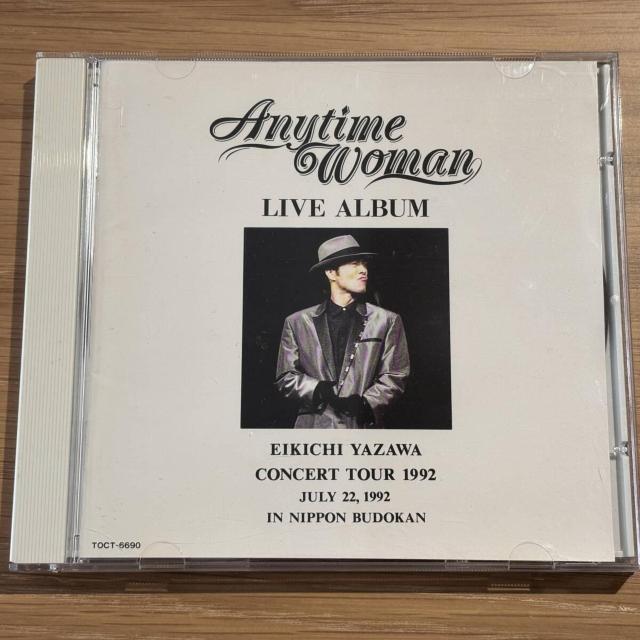 Anytime
Woman
LIVE ALBUM
EIKICHI YAZAWA
CONCERT TOUR 1992
JULY 22, 1992
IN NIPPON BUDOKAN
TOCT-6690